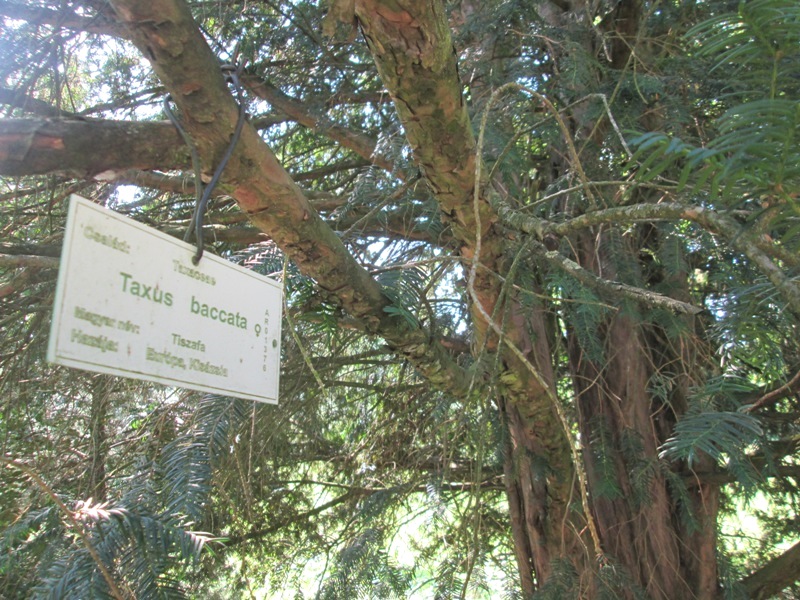 Család: Taxaceae
Taxus baccata ♀
Magyar név: Tiszafa
Hazája: Európa, Kisázsia